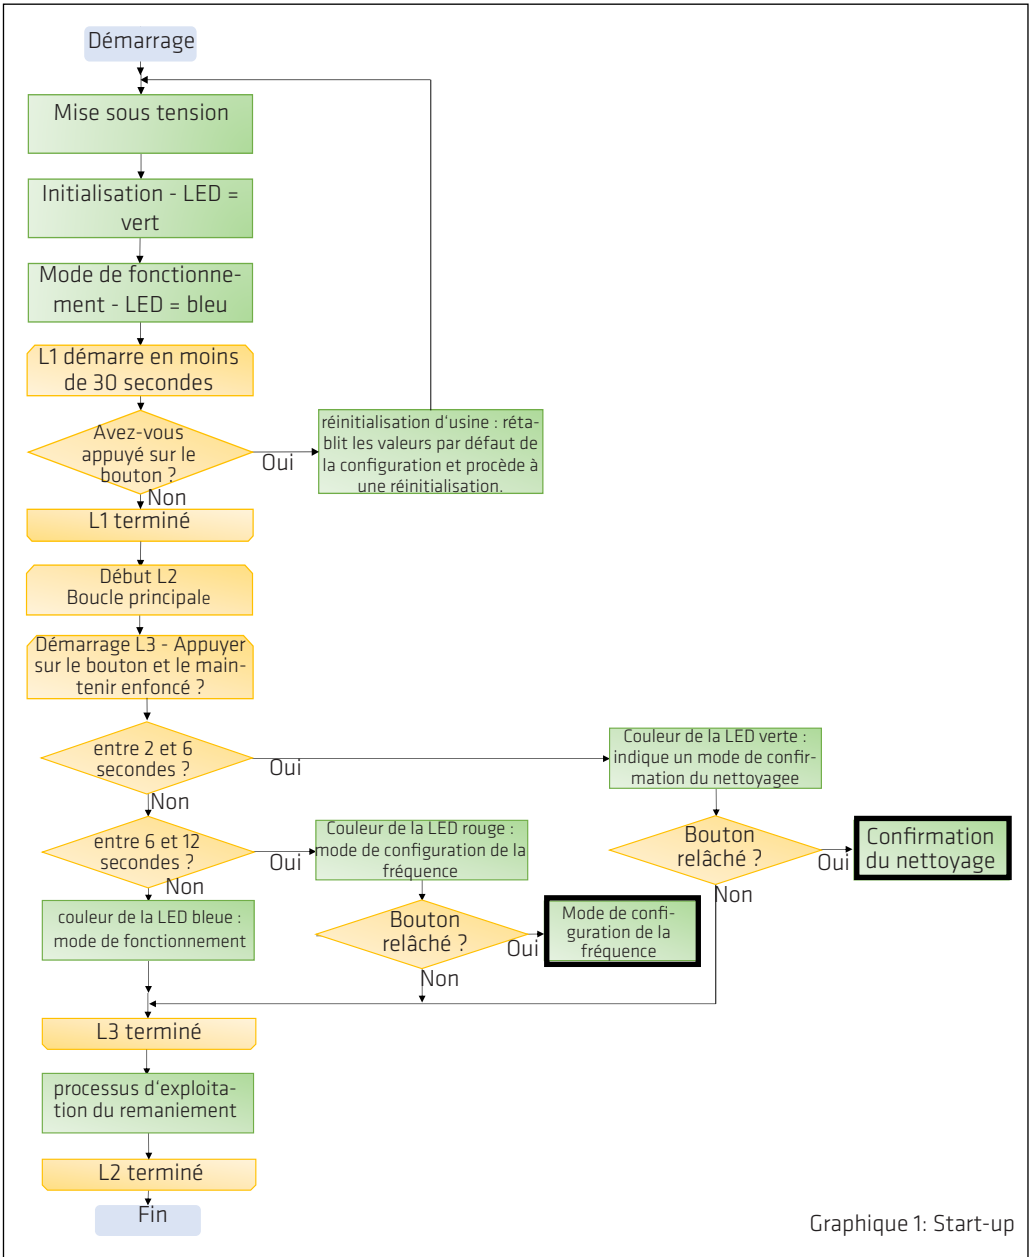 Démarrage
Mise sous tension
Initialisation - LED =
vert
Mode de fonctionne-
ment - LED = bleu
L1 démarre en moins
de 30 secondes
Avez-vous
appuyé sur le
bouton ?
Oui
réinitialisation d'usine : réta-
blit les valeurs par défaut de
la configuration et procède à
une réinitialisation.
Non
L1 terminé
Début L2
Boucle principale
Démarrage L3 - Appuyer
sur le bouton et le main-
tenir enfoncé ?
entre 2 et 6
secondes ?
Oui
Couleur de la LED verte :
indique un mode de confir-
mation du nettoyagee
Non
Bouton
relâché ?
Oui
Confirmation
du nettoyage
Non
entre 6 et 12
secondes ?
Oui
Couleur de la LED rouge :
mode de configuration de la
fréquence
Non
couleur de la LED bleue :
mode de fonctionnement
Bouton
relâché ?
Oui
Mode de confi-
guration de la
fréquence
Non
L3 terminé
processus d'exploita-
tion du remaniement
L2 terminé
Fin
Graphique 1: Start-up